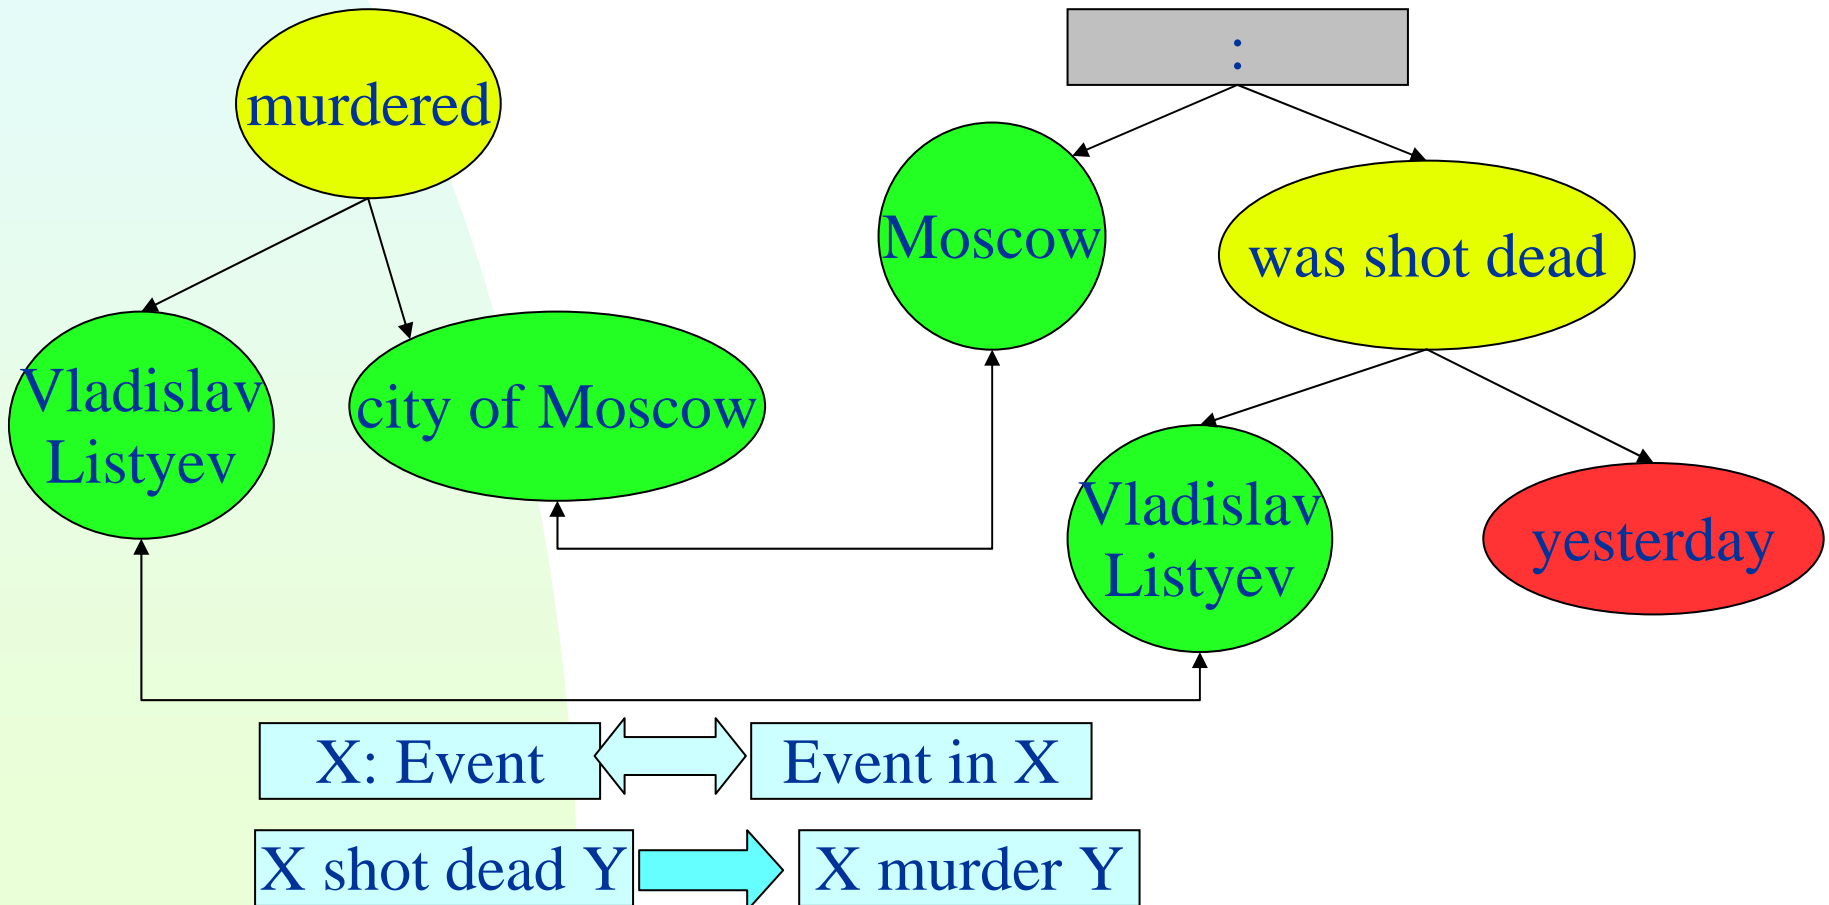 murdered
:
Moscow
was shot dead
Vladislav
Listyev
city of Moscow
Vladislav
Listyev
yesterday
X: Event
Event in X
X shot dead Y
X murder Y